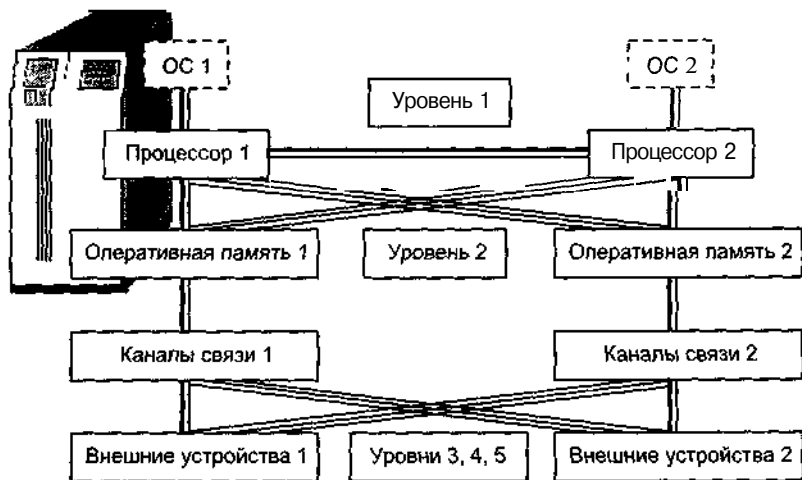 ОС 1
ОС 2
Уровень 1
Процессор 1
Процессор 2
Оперативная память 1
Уровень 2
Оперативная память 2
Каналы связи 1
Каналы связи 2
Внешние устройства 1
Уровни 3, 4, 5
Внешние устройства 2